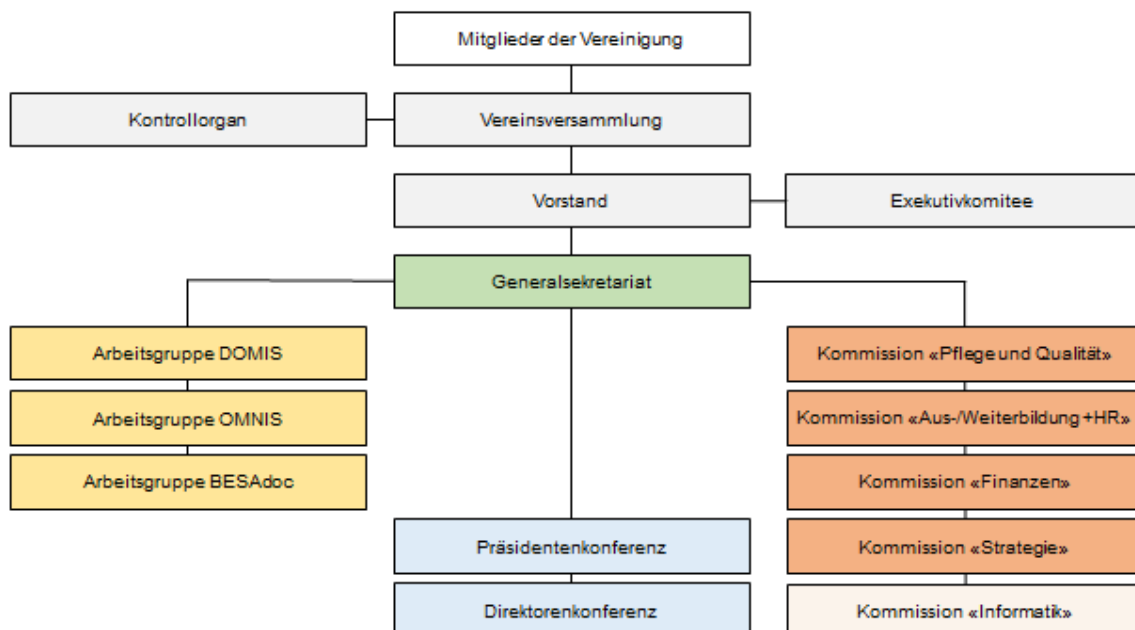 Mitglieder der Vereinigung
Kontrollorgan
Vereinsversammlung
Vorstand
Exekutivkomitee
Generalsekretariat
Arbeitsgruppe DOMIS
Arbeitsgruppe OMNIS
Arbeitsgruppe BESAdoc
Präsidentenkonferenz
Direktorenkonferenz
Kommission «Pflege und Qualität»
Kommission «Aus-/Weiterbildung +HR»
Kommission «Finanzen»
Kommission «Strategie»
Kommission «Informatik»